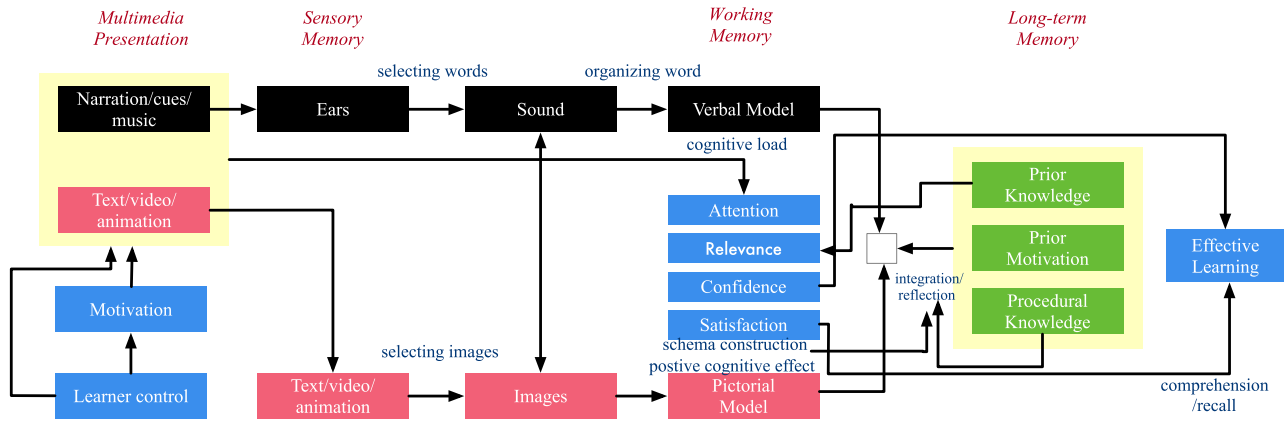 Multimedia
Presentation
Sensory
Memory
Working
Memory
Long-term
Memory
selecting words
organizing word
Narration/cues/
music
Ears
Sound
Verbal Model
cognitive load
Text/video/
animation
Attention
Relevance
Confidence
Satisfaction
Prior
Knowledge
Prior
Motivation
Procedural
Knowledge
integration/
reflection
Effective
Learning
Motivation
Learner control
schema construction
postive cognitive effect
selecting images
Text/video/
animation
Images
Pictorial
Model
comprehension
/recall